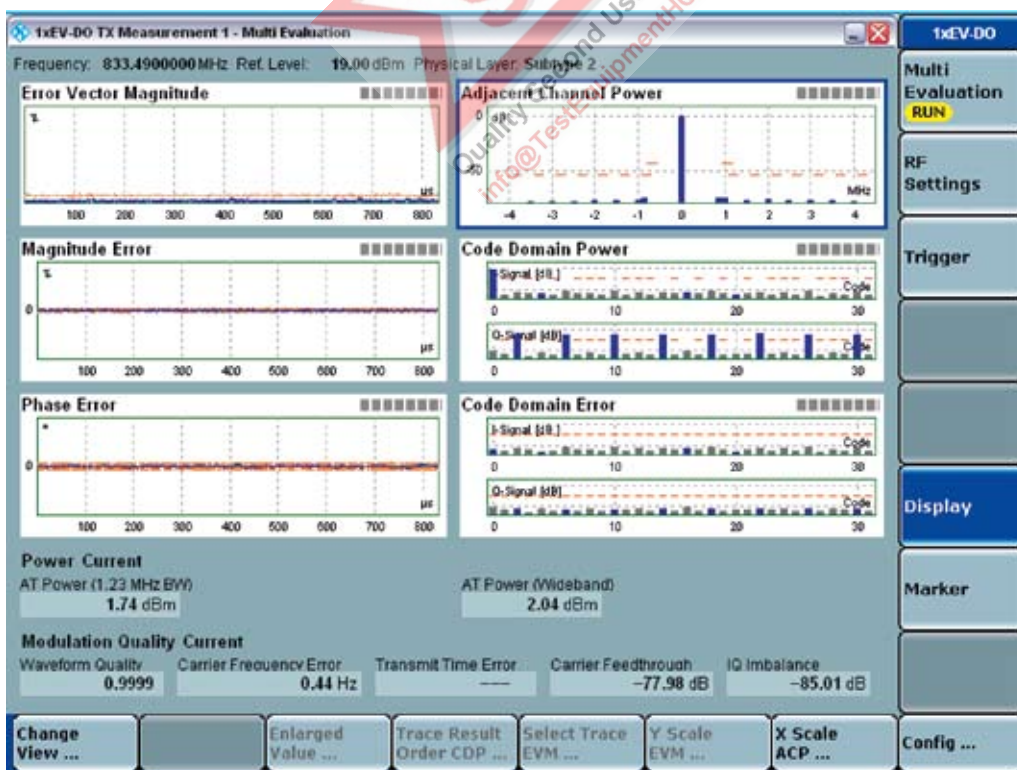 1xEV-DO TX Measurement 1 - Multi Evaluation
1xEV-DO
Frequency: 833.4900000 MHz Ref. Level: 19.00 dBm Physical Layer: Subtype 2
Multi Evaluation
RUN
RF Settings
Trigger
Display
Marker
Config ...
Quality Second
info@TestEquipment
Error Vector Magnitude
%
µs
100 200 300 400 500 600 700 800
Adjacent Channel Power
0 dB
-50
MHz
-4 -3 -2 -1 0 1 2 3 4
Magnitude Error
%
0
µs
100 200 300 400 500 600 700 800
Code Domain Power
I-Signal [dB]
Code
0 10 20 30
Q-Signal [dB]
Code
0 10 20 30
Phase Error
°
0
µs
100 200 300 400 500 600 700 800
Code Domain Error
I-Signal [dB]
Code
0 10 20 30
Q-Signal [dB]
Code
0 10 20 30
Power Current
AT Power (1.23 MHz BW) AT Power (Wideband)
1.74 dBm 2.04 dBm
Modulation Quality Current
Waveform Quality Carrier Frequency Error Transmit Time Error Carrier Feedthrough IQ Imbalance
0.9999 0.44 Hz --- -77.98 dB -85.01 dB
Change View ...
Enlarged Value ...
Trace Result Order CDP ...
Select Trace EVM ...
Y Scale EVM ...
X Scale ACP ...